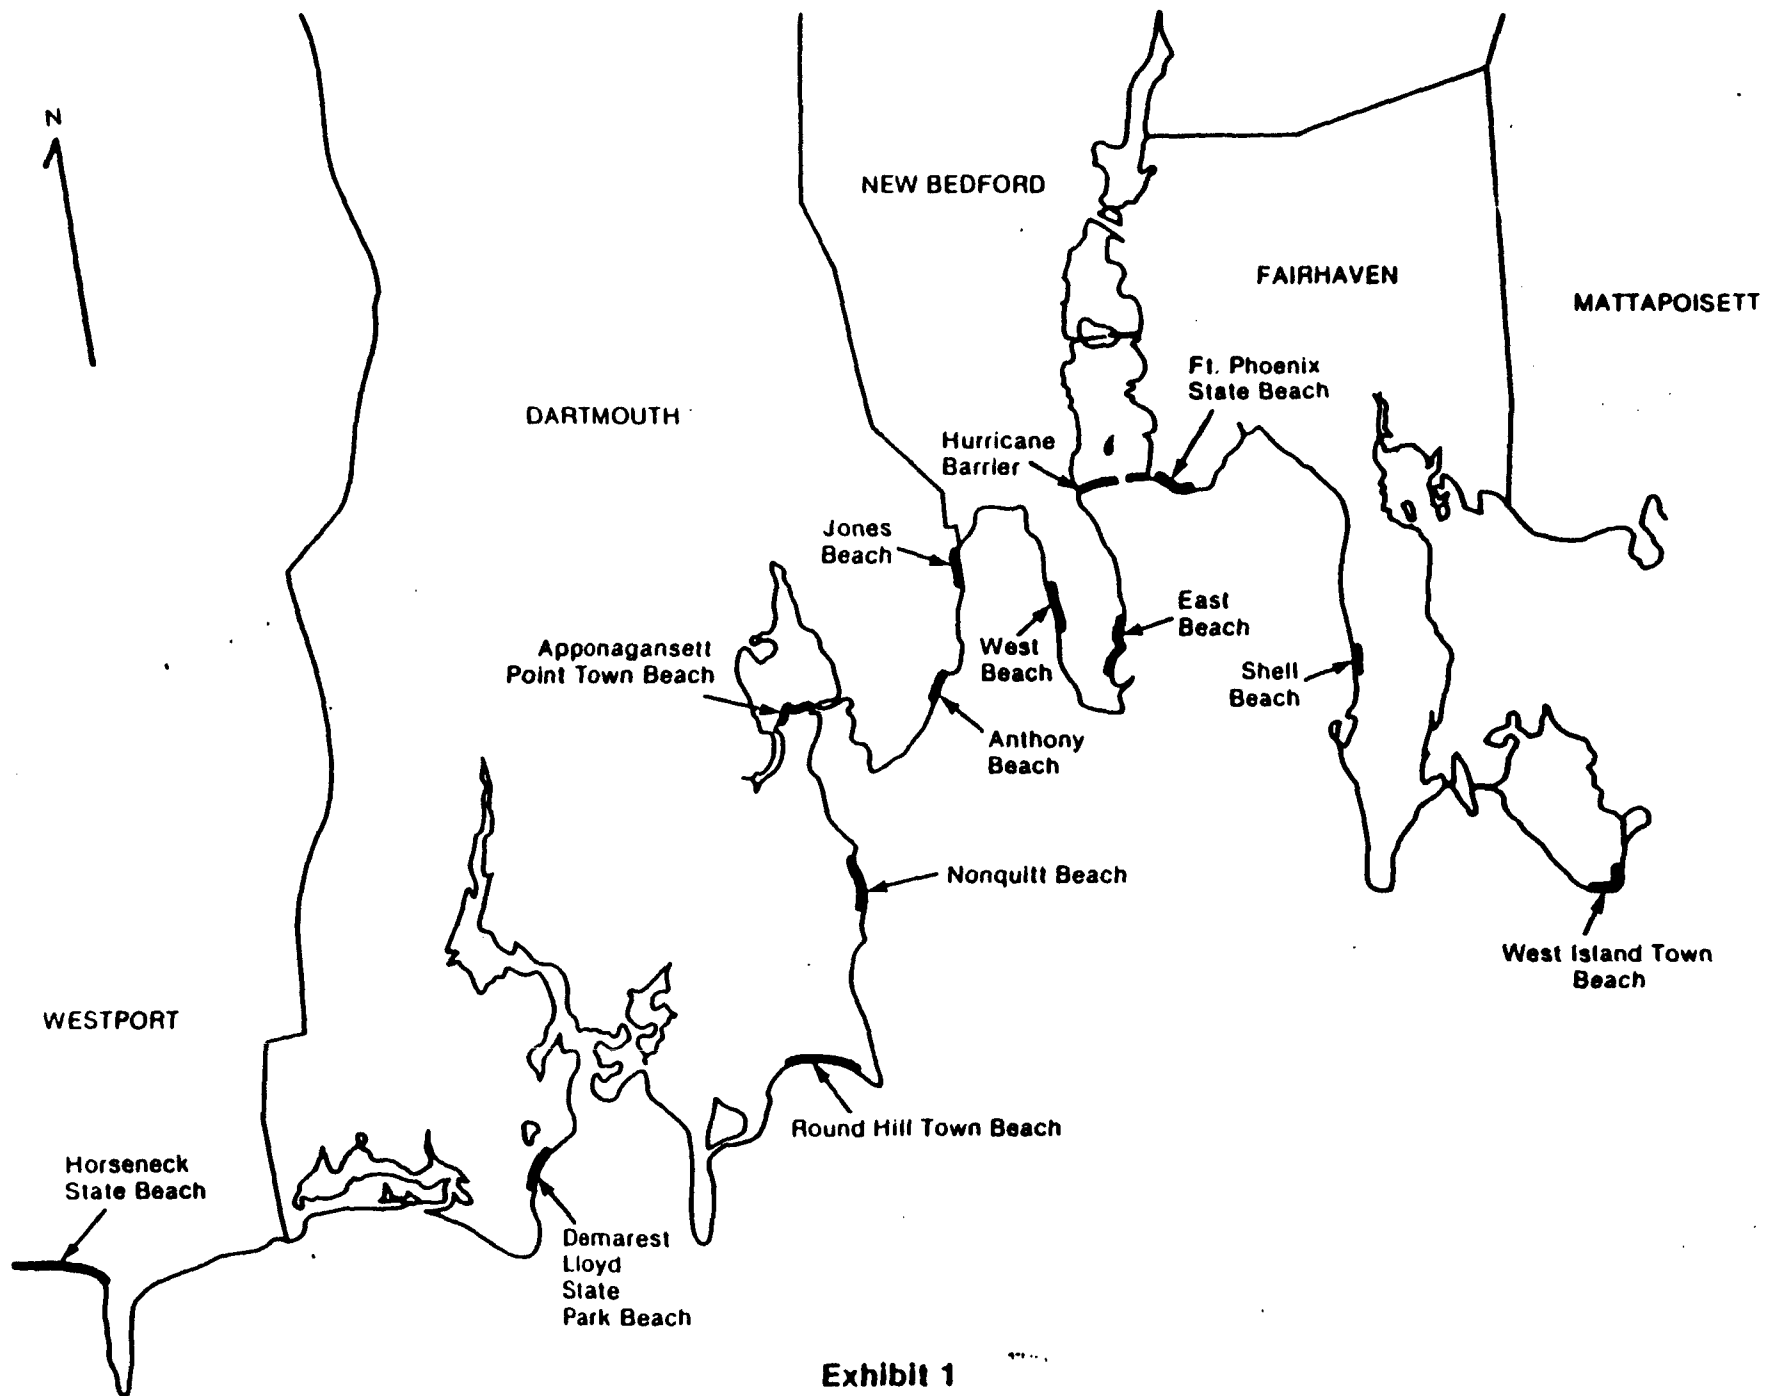 N
NEW BEDFORD
FAIRHAVEN
MATTAPOISETT
Ft. Phoenix
State Beach
DARTMOUTH
Hurricane
Barrier
Jones
Beach
East
Beach
West
Beach
Apponagansett
Point Town Beach
Shell
Beach
Anthony
Beach
Nonquitt Beach
West Island Town
Beach
WESTPORT
Round Hill Town Beach
Horseneck
State Beach
Demarest
Lloyd
State
Park Beach
Exhibit 1